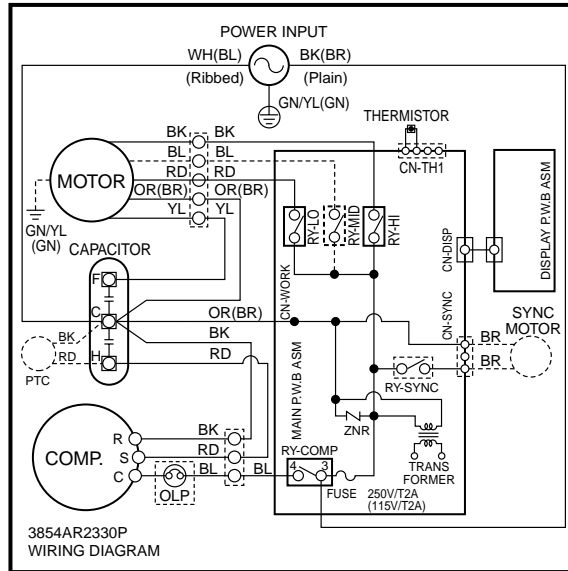 POWER INPUT
WH(BL) BK(BR)
(Ribbed) (Plain)
GN/YL(GN)
THERMISTOR
CN-TH1
BK BK
BL BL
RD RD
OR(BR) OR(BR)
YL YL
MOTOR
GN/YL
(GN)
CAPACITOR
F
C
H
BK
RD
PTC
OR(BR)
BK
RD
RY-LO
RY-MID
RY-HI
CN-WORK
CN-DISP
DISPLAY P.W.B ASM
CN-SYNC
SYNC
MOTOR
BR
BR
RY-SYNC
MAIN P.W.B ASM
ZNR
TRANS
FORMER
COMP.
R BK
S RD
C BL BL
OLP
RY-COMP
4 3
FUSE
250V/T2A
(115V/T2A)
3854AR2330P
WIRING DIAGRAM